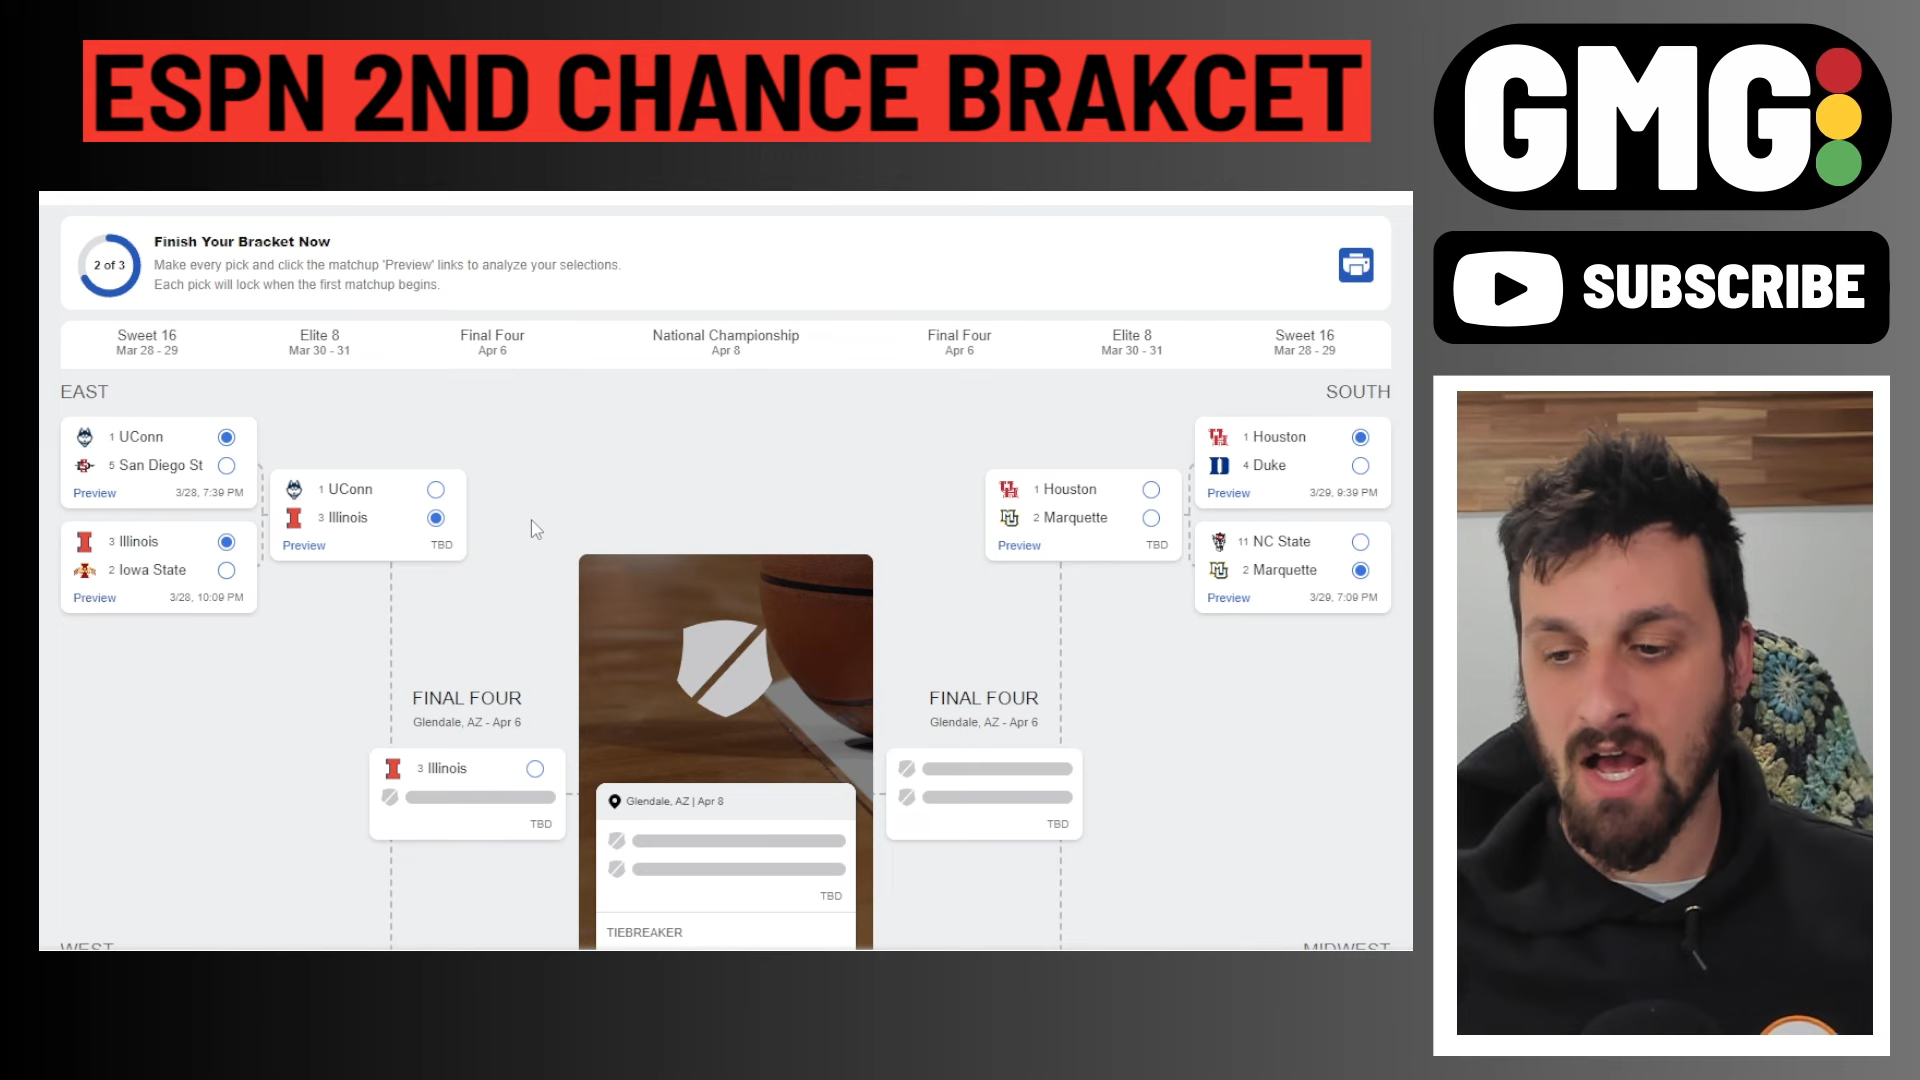 ESPN 2ND CHANCE BRAKCET
GMG
SUBSCRIBE
2 of 3
Finish Your Bracket Now
Make every pick and click the matchup 'Preview' links to analyze your selections.
Each pick will lock when the first matchup begins.
Sweet 16
Mar 28 - 29
Elite 8
Mar 30 - 31
Final Four
Apr 6
National Championship
Apr 8
Final Four
Apr 6
Elite 8
Mar 30 - 31
Sweet 16
Mar 28 - 29
EAST
1 UConn
5 San Diego St
Preview 3/28, 7:39 PM
3 Illinois
2 Iowa State
Preview 3/28, 10:09 PM
1 UConn
3 Illinois
Preview TBD
FINAL FOUR
Glendale, AZ - Apr 6
3 Illinois
TBD
Glendale, AZ | Apr 8
TBD
TIEBREAKER
FINAL FOUR
Glendale, AZ - Apr 6
TBD
SOUTH
1 Houston
2 Marquette
Preview TBD
1 Houston
4 Duke
Preview 3/29, 9:39 PM
11 NC State
2 Marquette
Preview 3/29, 7:09 PM
WEST
MIDWEST